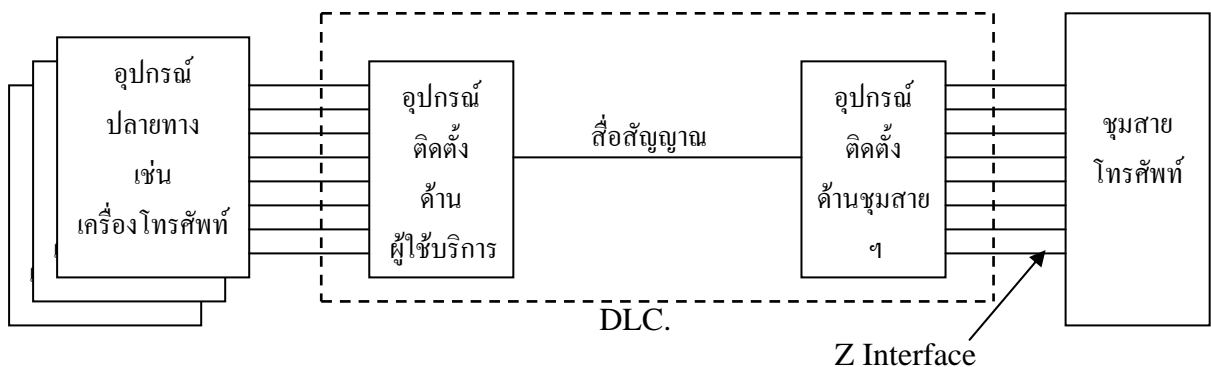 อุปกรณ์
ปลายทาง
เช่น
เครื่องโทรศัพท์
อุปกรณ์
ติดตั้ง
ด้าน
ผู้ใช้บริการ
สื่อสัญญาณ
อุปกรณ์
ติดตั้ง
ด้านชุมสาย
ฯ
ชุมสาย
โทรศัพท์
DLC.
Z Interface